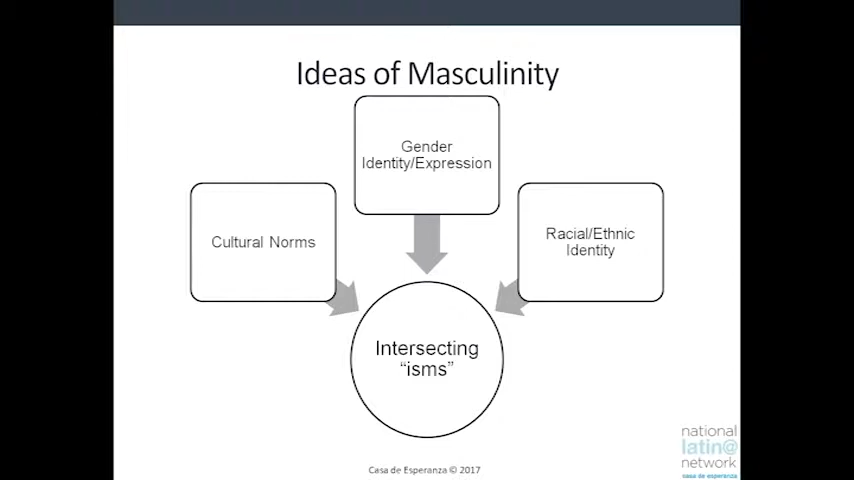 Ideas of Masculinity
Gender
Identity/Expression
Cultural Norms
Racial/Ethnic
Identity
Intersecting
“isms”
national
latin@
network
casa de esperanza
Casa de Esperanza © 2017